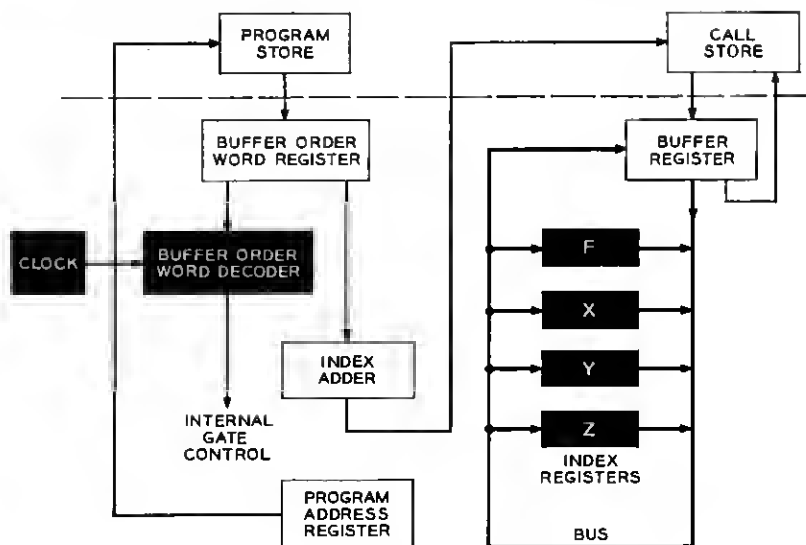 PROGRAM
STORE
CALL
STORE
BUFFER ORDER
WORD REGISTER
BUFFER
REGISTER
CLOCK
BUFFER ORDER
WORD DECODER
F
X
Y
Z
INDEX
REGISTERS
INDEX
ADDER
INTERNAL
GATE
CONTROL
PROGRAM
ADDRESS
REGISTER
BUS